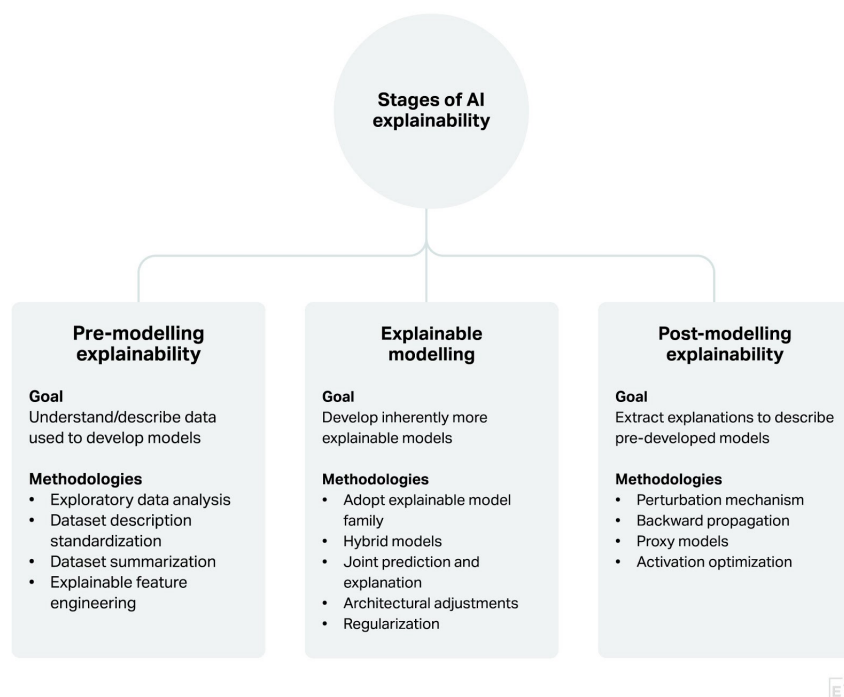 Stages of AI
explainability
Pre-modelling
explainability
Goal
Understand/describe data
used to develop models
Methodologies
• Exploratory data analysis
• Dataset description
standardization
• Dataset summarization
• Explainable feature
engineering
Explainable
modelling
Goal
Develop inherently more
explainable models
Methodologies
• Adopt explainable model
family
• Hybrid models
• Joint prediction and
explanation
• Architectural adjustments
• Regularization
Post-modelling
explainability
Goal
Extract explanations to describe
pre-developed models
Methodologies
• Perturbation mechanism
• Backward propagation
• Proxy models
• Activation optimization